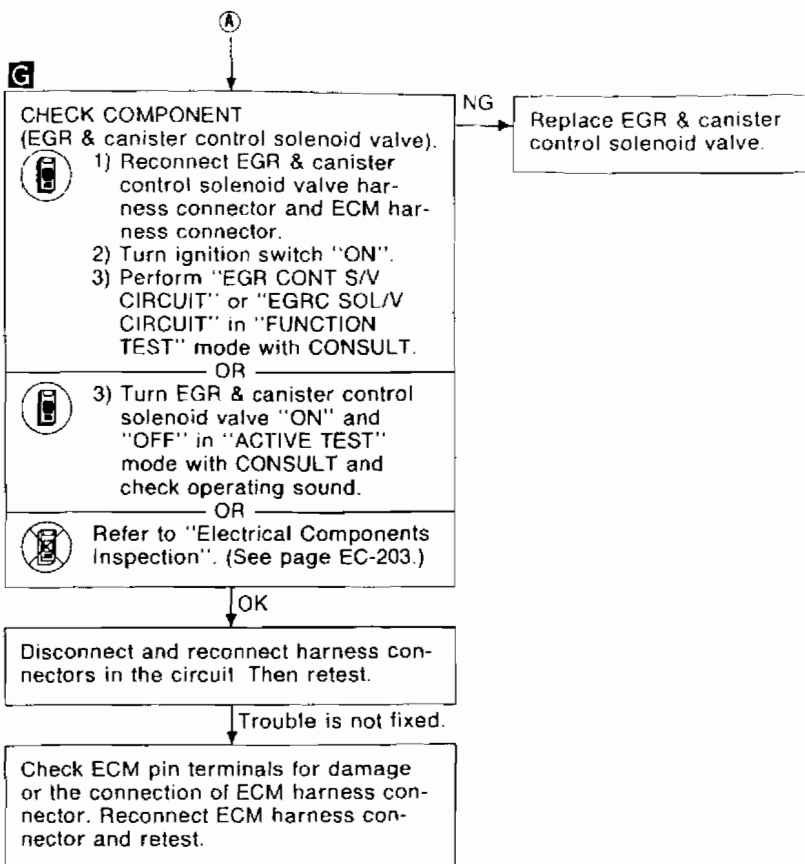 A
G
CHECK COMPONENT
(EGR & canister control solenoid valve).
1) Reconnect EGR & canister
control solenoid valve har-
ness connector and ECM har-
ness connector.
2) Turn ignition switch "ON".
3) Perform "EGR CONT S/V
CIRCUIT" or "EGRC SOL/V
CIRCUIT" in "FUNCTION
TEST" mode with CONSULT.
OR
3) Turn EGR & canister control
solenoid valve "ON" and
"OFF" in "ACTIVE TEST"
mode with CONSULT and
check operating sound.
OR
Refer to "Electrical Components
Inspection". (See page EC-203.)
NG
Replace EGR & canister
control solenoid valve.
OK
Disconnect and reconnect harness con-
nectors in the circuit Then retest.
Trouble is not fixed.
Check ECM pin terminals for damage
or the connection of ECM harness con-
nector. Reconnect ECM harness con-
nector and retest.